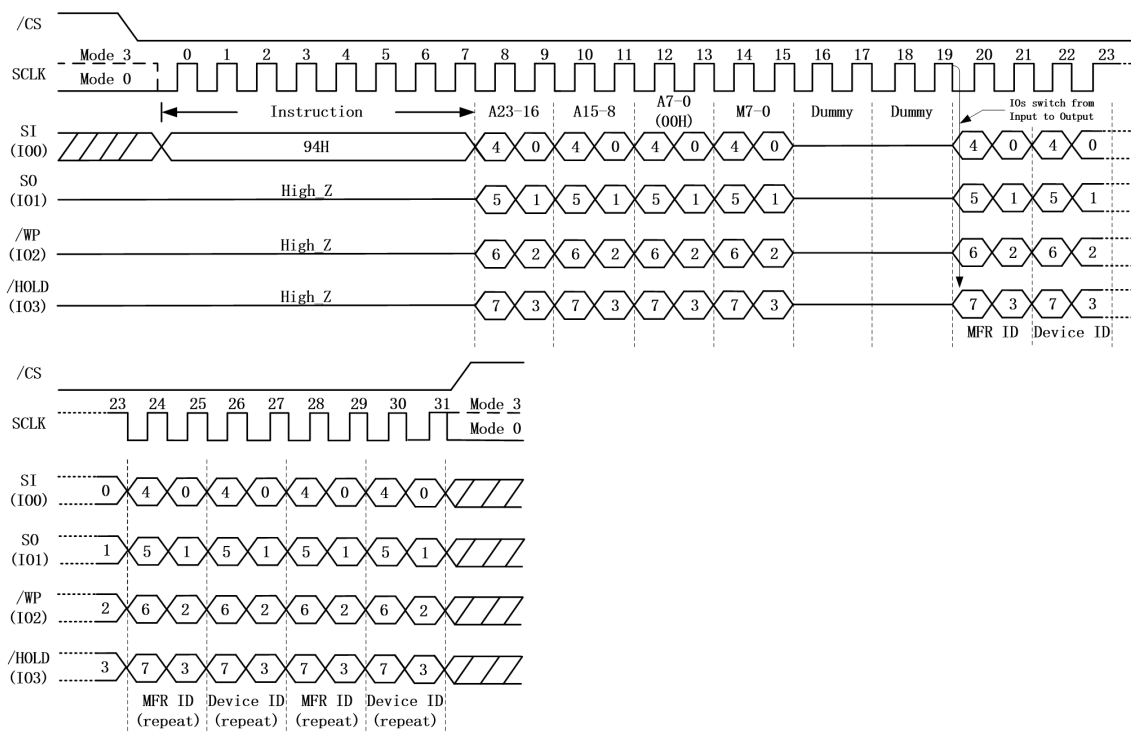 /CS
Mode 3 0 1 2 3 4 5 6 7 8 9 10 11 12 13 14 15 16 17 18 19 20 21 22 23
SCLK
Mode 0
Instruction A23-16 A15-8 A7-0 (00H) M7-0 Dummy Dummy IOs switch from Input to Output
SI
(IO0) 94H 4 0 4 0 4 0 4 0 4 0 4 0
SO
(IO1) High_Z 5 1 5 1 5 1 5 1 5 1 5 1
/WP
(IO2) High_Z 6 2 6 2 6 2 6 2 6 2 6 2
/HOLD
(IO3) High_Z 7 3 7 3 7 3 7 3 7 3 7 3
MFR ID Device ID
/CS
23 24 25 26 27 28 29 30 31 Mode 3
SCLK
Mode 0
SI
(IO0) 0 4 0 4 0 4 0 4 0
SO
(IO1) 1 5 1 5 1 5 1 5 1
/WP
(IO2) 2 6 2 6 2 6 2 6 2
/HOLD
(IO3) 3 7 3 7 3 7 3 7 3
MFR ID Device ID MFR ID Device ID
(repeat) (repeat) (repeat) (repeat)